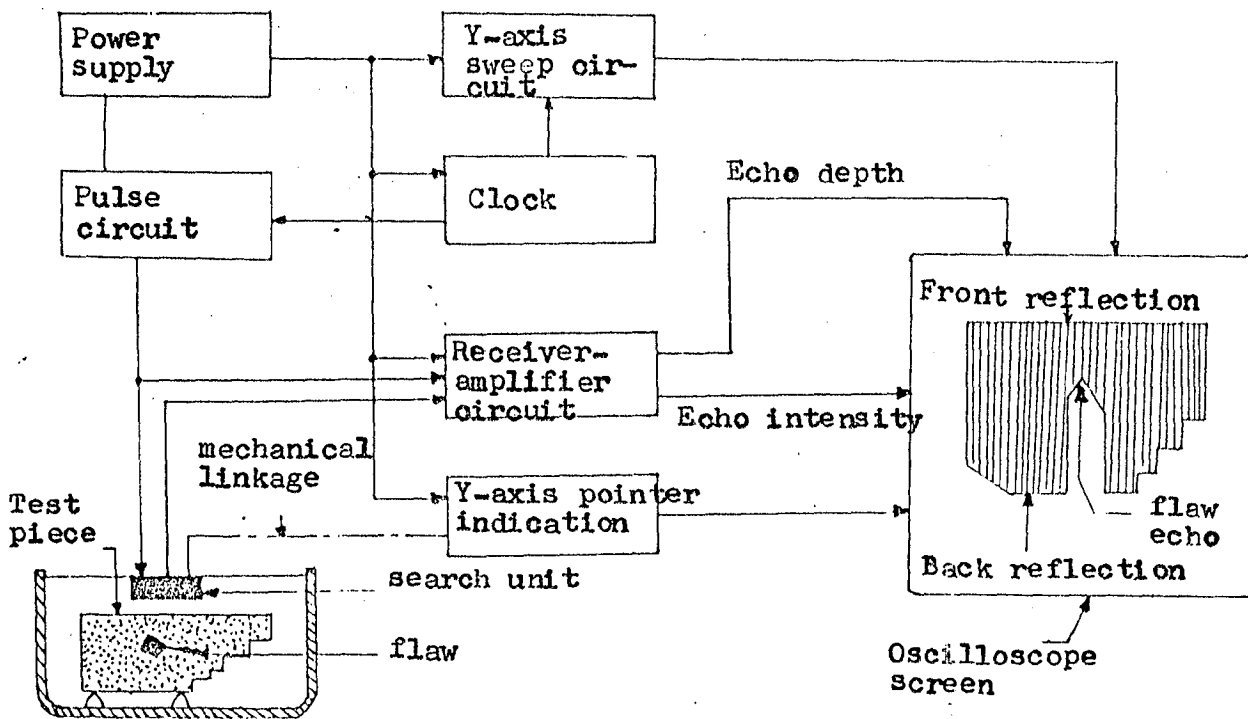 Power
supply
Y-axis
sweep cir-
cuit
Pulse
circuit
Clock
Echo depth
Front reflection
Receiver-
amplifier
circuit
Echo intensity
mechanical
linkage
Y-axis pointer
indication
Test
piece
flaw
echo
Back reflection
search unit
flaw
Oscilloscope
screen